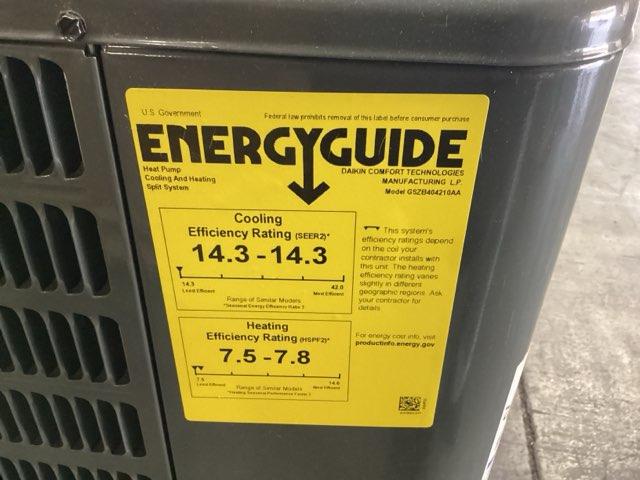 U.S. Government
Federal law prohibits removal of this label before consumer purchase
ENERGYGUIDE
Heat Pump
Cooling And Heating
Split System
DAIKIN COMFORT TECHNOLOGIES
MANUFACTURING L.P.
Model GSZB404210AA
Cooling
Efficiency Rating (SEER2)*
14.3 - 14.3
14.3
Least Efficient
42.0
Most Efficient
Range of Similar Models
*Seasonal Energy Efficiency Ratio 2
This system's
efficiency ratings depend
on the coil your
contractor installs with
this unit. The heating
efficiency rating varies
slightly in different
geographic regions. Ask
your contractor for
details.
Heating
Efficiency Rating (HSPF2)*
7.5 - 7.8
7.5
Least Efficient
14.6
Most Efficient
Range of Similar Models
*Heating Seasonal Performance Factor 2
For energy cost info, visit
productinfo.energy.gov